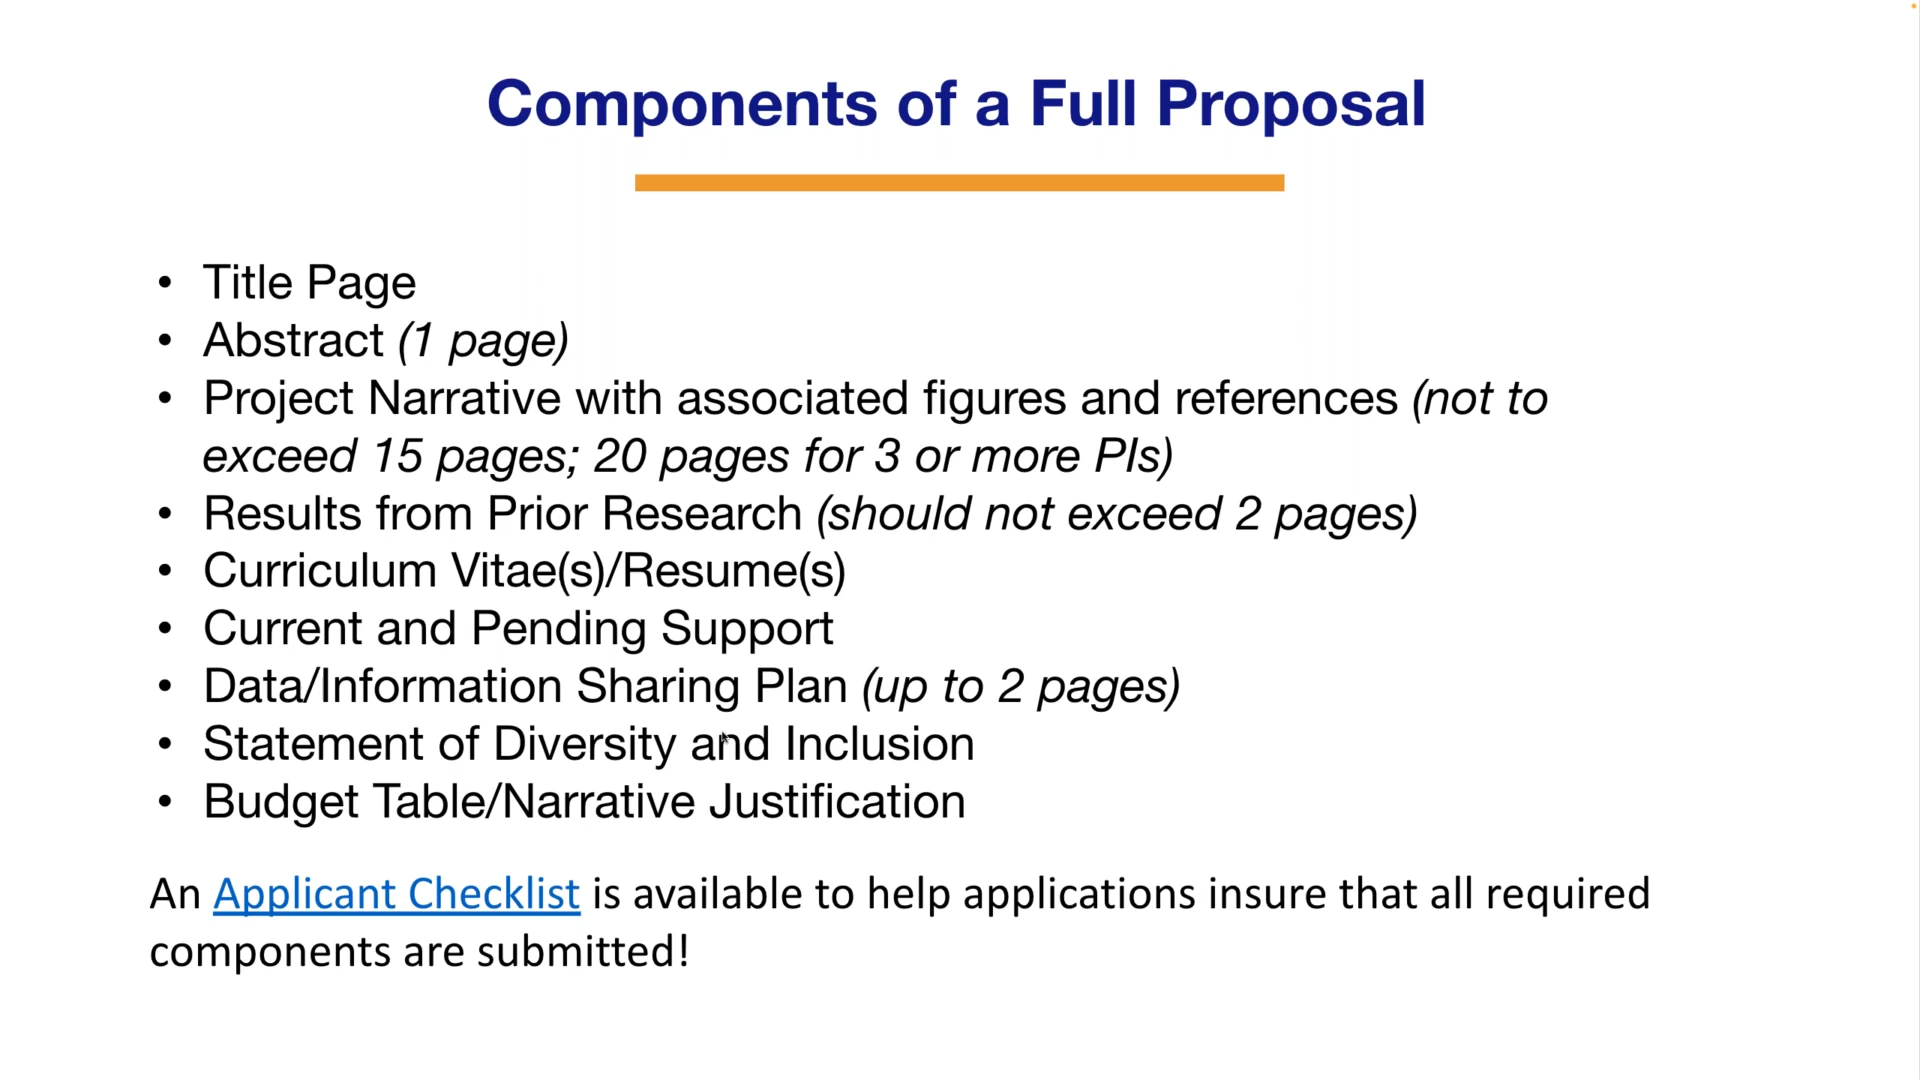 Components of a Full Proposal
• Title Page
• Abstract (1 page)
• Project Narrative with associated figures and references (not to
exceed 15 pages; 20 pages for 3 or more PIs)
• Results from Prior Research (should not exceed 2 pages)
• Curriculum Vitae(s)/Resume(s)
• Current and Pending Support
• Data/Information Sharing Plan (up to 2 pages)
• Statement of Diversity and Inclusion
• Budget Table/Narrative Justification
An Applicant Checklist is available to help applications insure that all required
components are submitted!